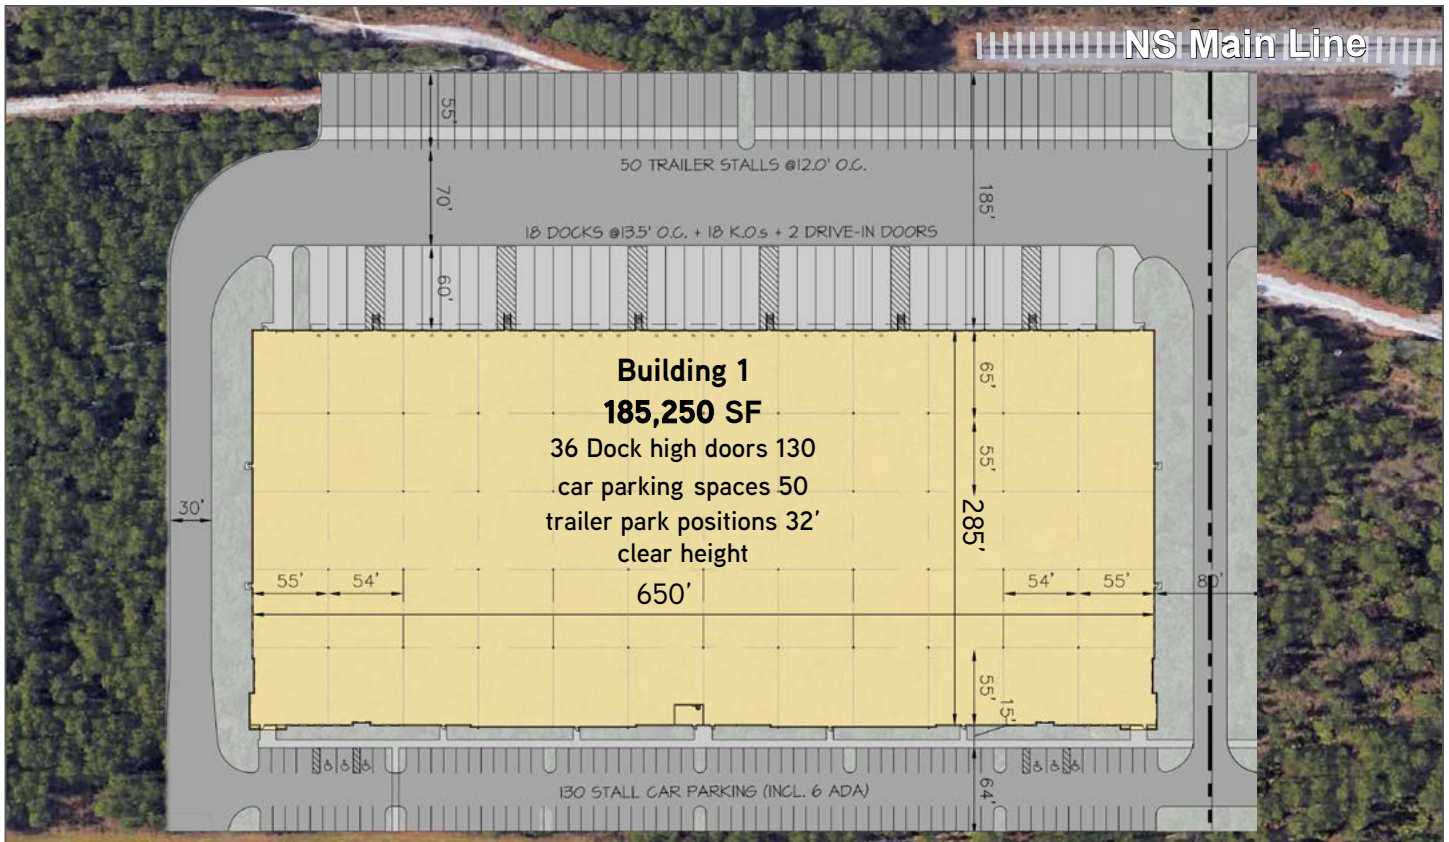 NS Main Line
55'
50 TRAILER STALLS @12.0' O.C.
70'
185'
18 DOCKS @13.5' O.C. + 18 K.O.s + 2 DRIVE-IN DOORS
60'
Building 1
185,250 SF
36 Dock high doors 130
car parking spaces 50
trailer park positions 32'
clear height
65'
55'
285'
30'
55'
54'
650'
54'
55'
80'
55'
15'
130 STALL CAR PARKING (INCL. 6 ADA)
64'